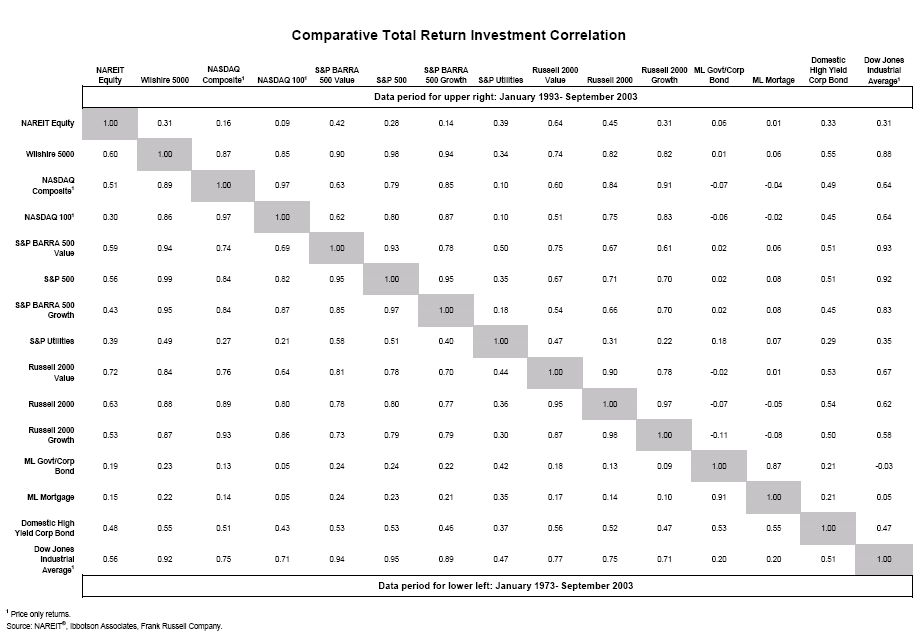 Comparative Total Return Investment Correlation
NAREIT Equity Wilshire 5000 NASDAQ Composite¹ NASDAQ 100¹ S&P BARRA 500 Value S&P 500 S&P BARRA 500 Growth S&P Utilities Russell 2000 Value Russell 2000 Russell 2000 Growth ML Govt/Corp Bond ML Mortage Domestic High Yield Corp Bond Dow Jones Industrial Average¹
Data period for upper right: January 1993- September 2003
NAREIT Equity 1.00 0.31 0.16 0.09 0.42 0.28 0.14 0.39 0.64 0.45 0.31 0.06 0.01 0.33 0.31
Wilshire 5000 0.60 1.00 0.87 0.85 0.90 0.98 0.94 0.34 0.74 0.82 0.82 0.01 0.06 0.55 0.88
NASDAQ Composite¹ 0.51 0.89 1.00 0.97 0.63 0.79 0.85 0.10 0.60 0.84 0.91 -0.07 -0.04 0.49 0.64
NASDAQ 100¹ 0.30 0.86 0.97 1.00 0.62 0.80 0.87 0.10 0.51 0.75 0.83 -0.06 -0.02 0.45 0.64
S&P BARRA 500 Value 0.59 0.94 0.74 0.69 1.00 0.93 0.78 0.50 0.75 0.67 0.61 0.02 0.06 0.51 0.93
S&P 500 0.56 0.99 0.84 0.82 0.95 1.00 0.95 0.35 0.67 0.71 0.70 0.02 0.08 0.51 0.92
S&P BARRA 500 Growth 0.43 0.95 0.84 0.87 0.85 0.97 1.00 0.18 0.54 0.66 0.70 0.02 0.08 0.45 0.83
S&P Utilities 0.39 0.49 0.27 0.21 0.58 0.51 0.40 1.00 0.47 0.31 0.22 0.18 0.07 0.29 0.35
Russell 2000 Value 0.72 0.84 0.76 0.64 0.81 0.78 0.70 0.44 1.00 0.90 0.78 -0.02 0.01 0.53 0.67
Russell 2000 0.63 0.88 0.89 0.80 0.78 0.80 0.77 0.36 0.95 1.00 0.97 -0.07 -0.05 0.54 0.62
Russell 2000 Growth 0.53 0.87 0.93 0.86 0.73 0.79 0.79 0.30 0.87 0.98 1.00 -0.11 -0.08 0.50 0.58
ML Govt/Corp Bond 0.19 0.23 0.13 0.05 0.24 0.24 0.22 0.42 0.18 0.13 0.09 1.00 0.87 0.21 -0.03
ML Mortgage 0.15 0.22 0.14 0.05 0.24 0.23 0.21 0.35 0.17 0.14 0.10 0.91 1.00 0.21 0.05
Domestic High Yield Corp Bond 0.48 0.55 0.51 0.43 0.53 0.53 0.46 0.37 0.56 0.52 0.47 0.53 0.55 1.00 0.47
Dow Jones Industrial Average¹ 0.56 0.92 0.75 0.71 0.94 0.95 0.89 0.47 0.77 0.75 0.71 0.20 0.20 0.51 1.00
Data period for lower left: January 1973- September 2003
¹ Price only returns.
Source: NAREIT®, Ibbotson Associates, Frank Russell Company.